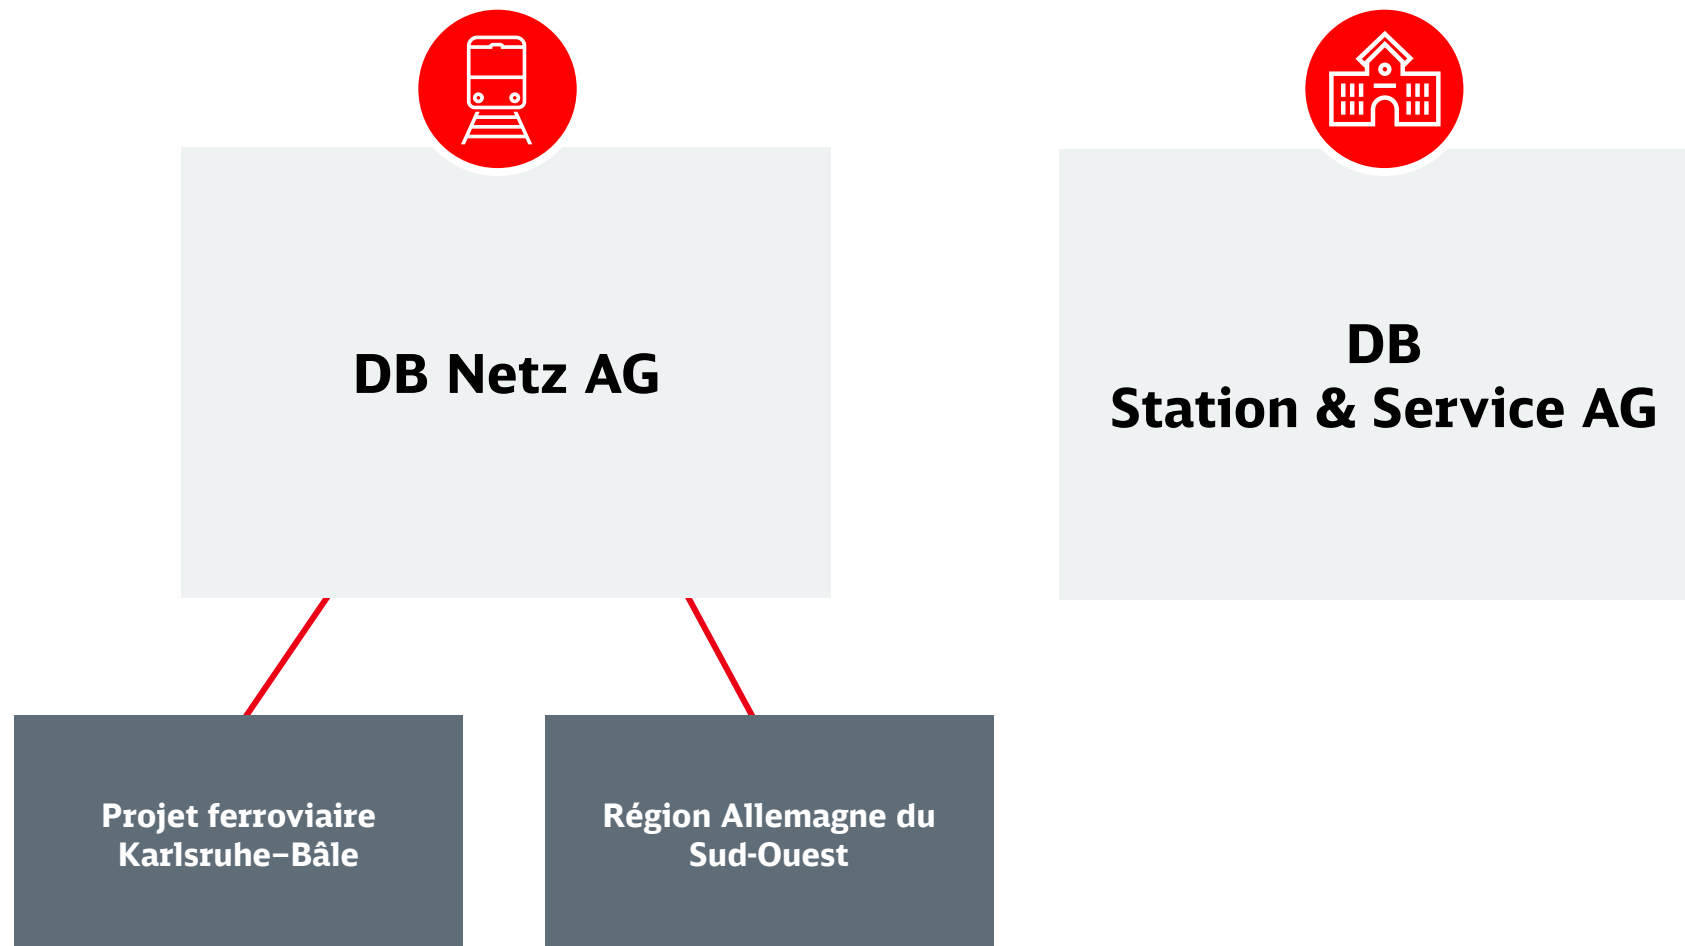 DB Netz AG
DB
Station & Service AG
Projet ferroviaire
Karlsruhe–Bâle
Région Allemagne du
Sud-Ouest